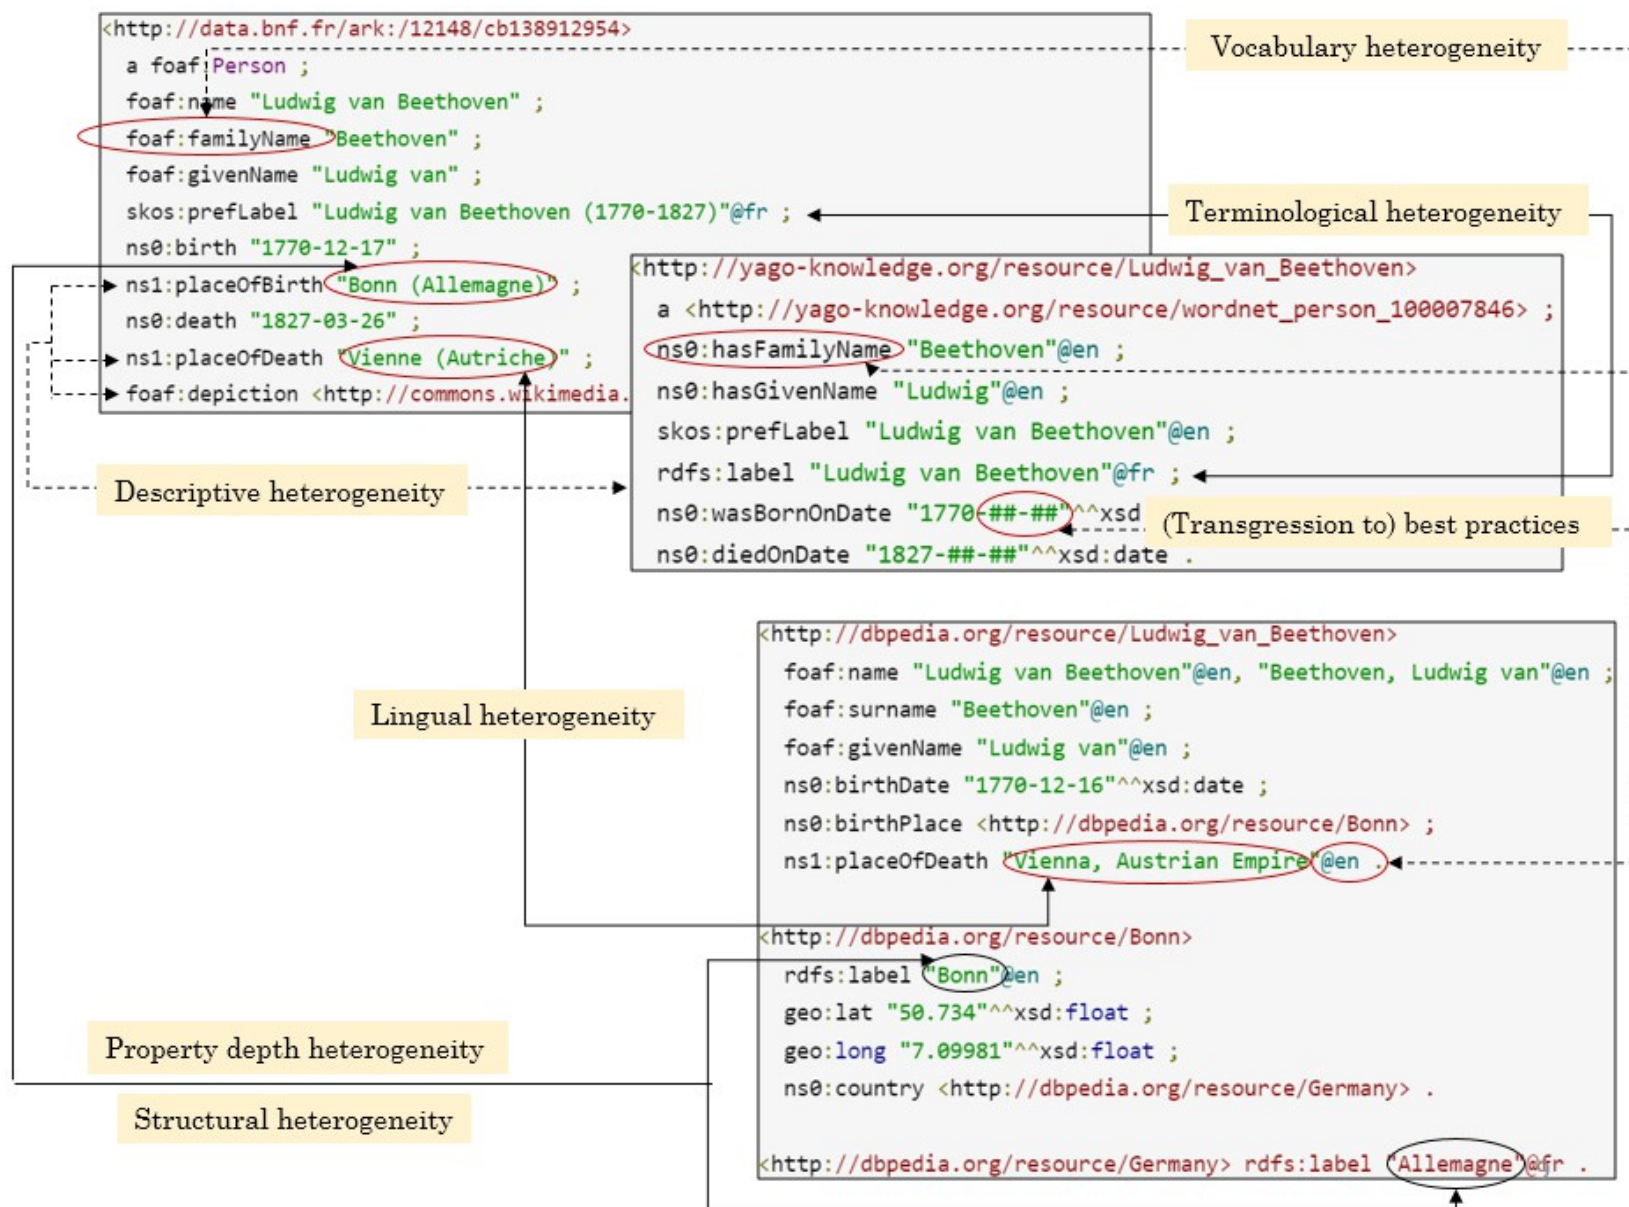 <http://data.bnf.fr/ark:/12148/cb138912954>
a foaf:Person ;
foaf:name "Ludwig van Beethoven" ;
foaf:familyName "Beethoven" ;
foaf:givenName "Ludwig van" ;
skos:prefLabel "Ludwig van Beethoven (1770-1827)"@fr ;
ns0:birth "1770-12-17" ;
ns1:placeOfBirth "Bonn (Allemagne)" ;
ns0:death "1827-03-26" ;
ns1:placeOfDeath "Vienne (Autriche)" ;
foaf:depiction <http://commons.wikimedia.
Vocabulary heterogeneity
Terminological heterogeneity
<http://yago-knowledge.org/resource/Ludwig_van_Beethoven>
a <http://yago-knowledge.org/resource/wordnet_person_100007846> ;
ns0:hasFamilyName "Beethoven"@en ;
ns0:hasGivenName "Ludwig"@en ;
skos:prefLabel "Ludwig van Beethoven"@en ;
rdfs:label "Ludwig van Beethoven"@fr ;
ns0:wasBornOnDate "1770-##-##"^^xsd
ns0:diedOnDate "1827-##-##"^^xsd:date .
(Transgression to) best practices
Descriptive heterogeneity
Lingual heterogeneity
<http://dbpedia.org/resource/Ludwig_van_Beethoven>
foaf:name "Ludwig van Beethoven"@en, "Beethoven, Ludwig van"@en ;
foaf:surname "Beethoven"@en ;
foaf:givenName "Ludwig van"@en ;
ns0:birthDate "1770-12-16"^^xsd:date ;
ns0:birthPlace <http://dbpedia.org/resource/Bonn> ;
ns1:placeOfDeath "Vienna, Austrian Empire"@en .
<http://dbpedia.org/resource/Bonn>
rdfs:label "Bonn"@en ;
geo:lat "50.734"^^xsd:float ;
geo:long "7.09981"^^xsd:float ;
ns0:country <http://dbpedia.org/resource/Germany> .
<http://dbpedia.org/resource/Germany> rdfs:label "Allemagne"@fr .
Property depth heterogeneity
Structural heterogeneity